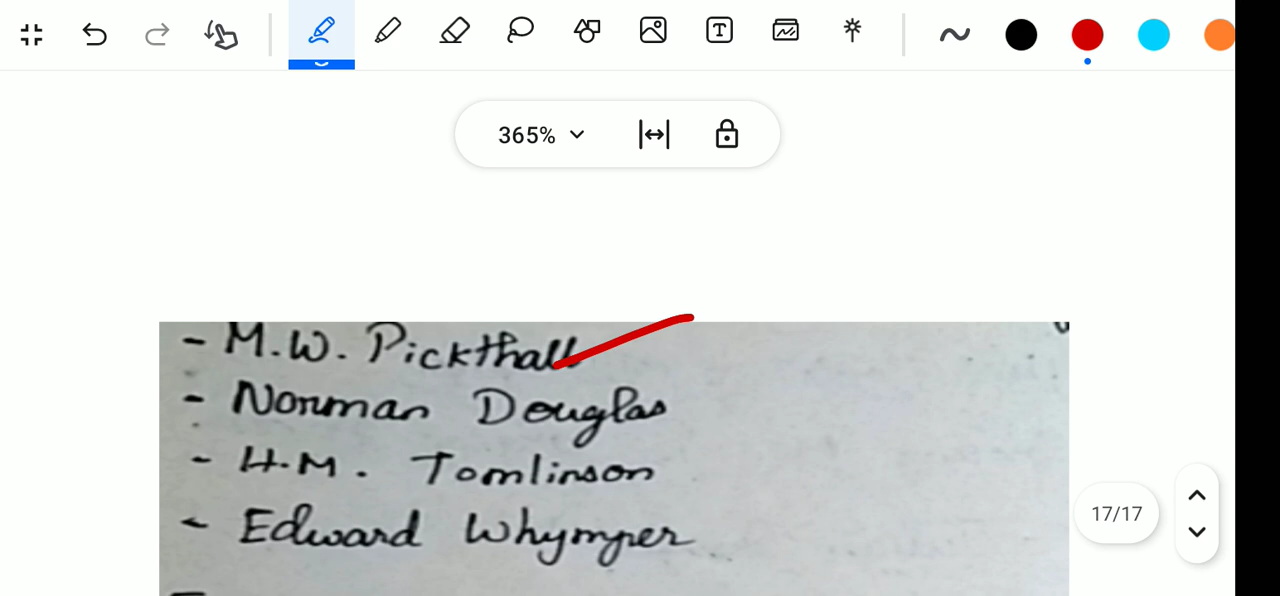 365%
- M.W. Pickthall
- Norman Douglas
- H.M. Tomlinson
- Edward Whymper
17/17